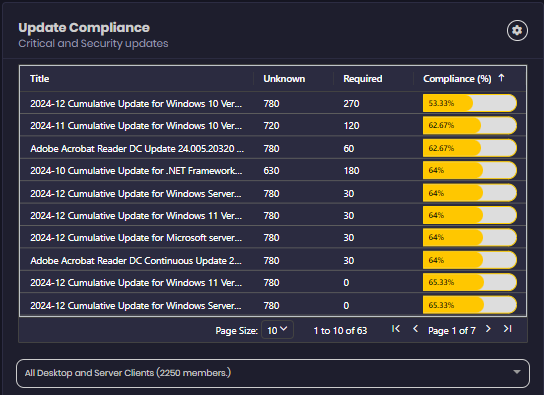 Update Compliance
Critical and Security updates
Title Unknown Required Compliance (%)
2024-12 Cumulative Update for Windows 10 Ver... 780 270 53.33%
2024-11 Cumulative Update for Windows 10 Ver... 720 120 62.67%
Adobe Acrobat Reader DC Update 24.005.20320 ... 780 60 62.67%
2024-10 Cumulative Update for .NET Framework... 630 180 64%
2024-12 Cumulative Update for Windows Server... 780 30 64%
2024-12 Cumulative Update for Windows 11 Ver... 780 30 64%
2024-12 Cumulative Update for Microsoft server... 780 30 64%
Adobe Acrobat Reader DC Continuous Update 2... 780 30 64%
2024-12 Cumulative Update for Windows 11 Ver... 780 0 65.33%
2024-12 Cumulative Update for Windows Server... 780 0 65.33%
Page Size: 10 1 to 10 of 63 Page 1 of 7
All Desktop and Server Clients (2250 members.)